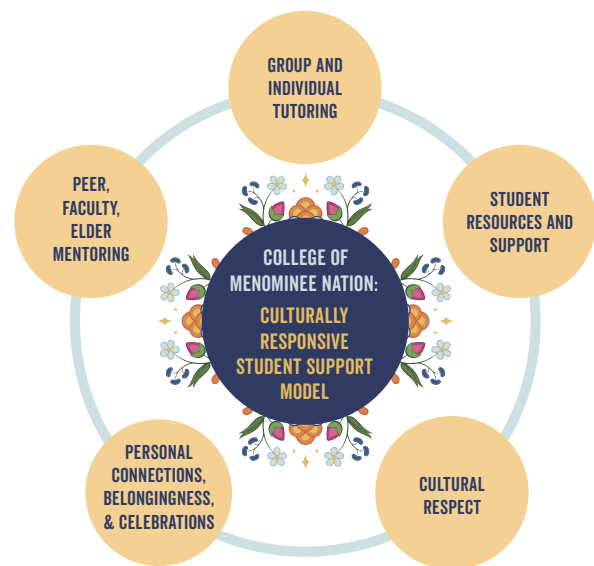 GROUP AND
INDIVIDUAL
TUTORING
STUDENT
RESOURCES AND
SUPPORT
CULTURAL
RESPECT
PERSONAL
CONNECTIONS,
BELONGINGNESS,
& CELEBRATIONS
PEER,
FACULTY,
ELDER
MENTORING
COLLEGE OF
MENOMINEE NATION:
CULTURALLY
RESPONSIVE
STUDENT SUPPORT
MODEL